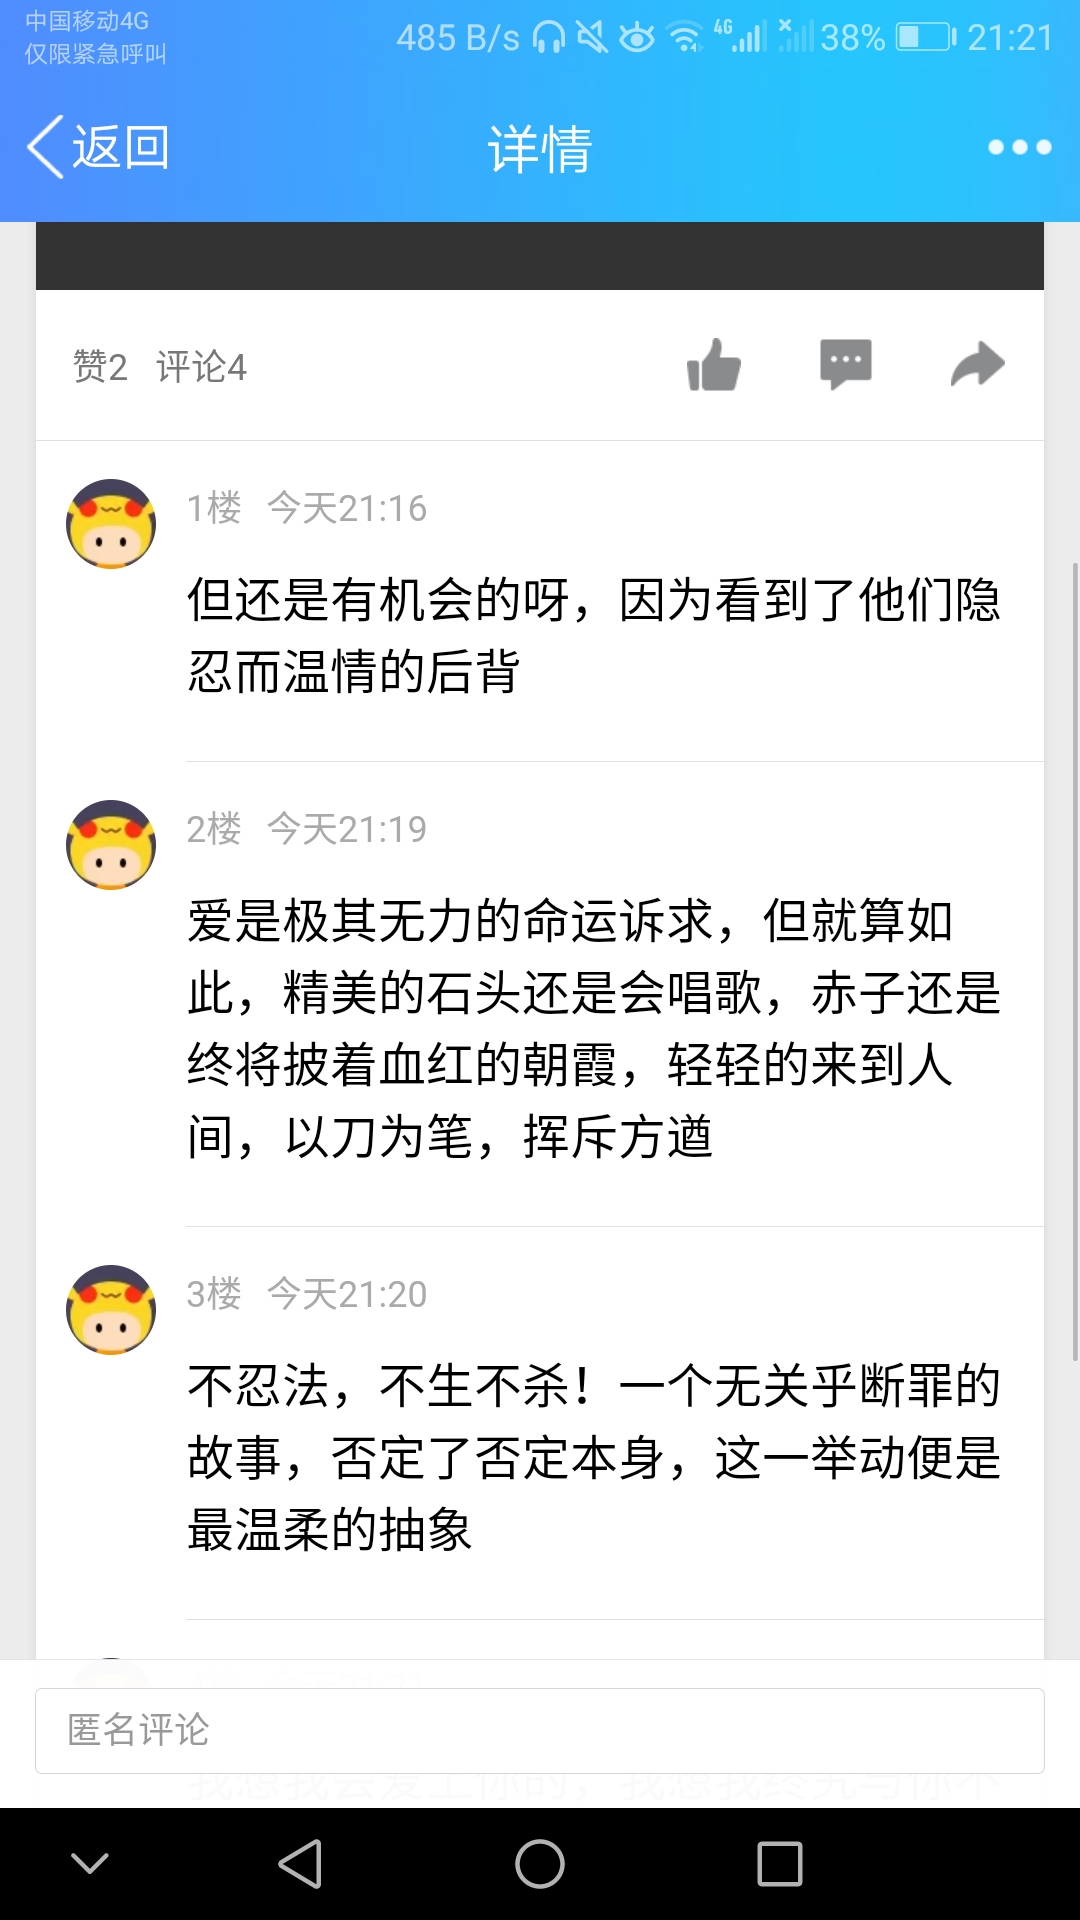 中国移动4G
仅限紧急呼叫
485 B/s
4G
38%
21:21
返回
详情
赞2 评论4
1楼 今天21:16
但还是有机会的呀，因为看到了他们隐
忍而温情的后背
2楼 今天21:19
爱是极其无力的命运诉求，但就算如
此，精美的石头还是会唱歌，赤子还是
终将披着血红的朝霞，轻轻的来到人
间，以刀为笔，挥斥方遒
3楼 今天21:20
不忍法，不生不杀！一个无关乎断罪的
故事，否定了否定本身，这一举动便是
最温柔的抽象
匿名评论